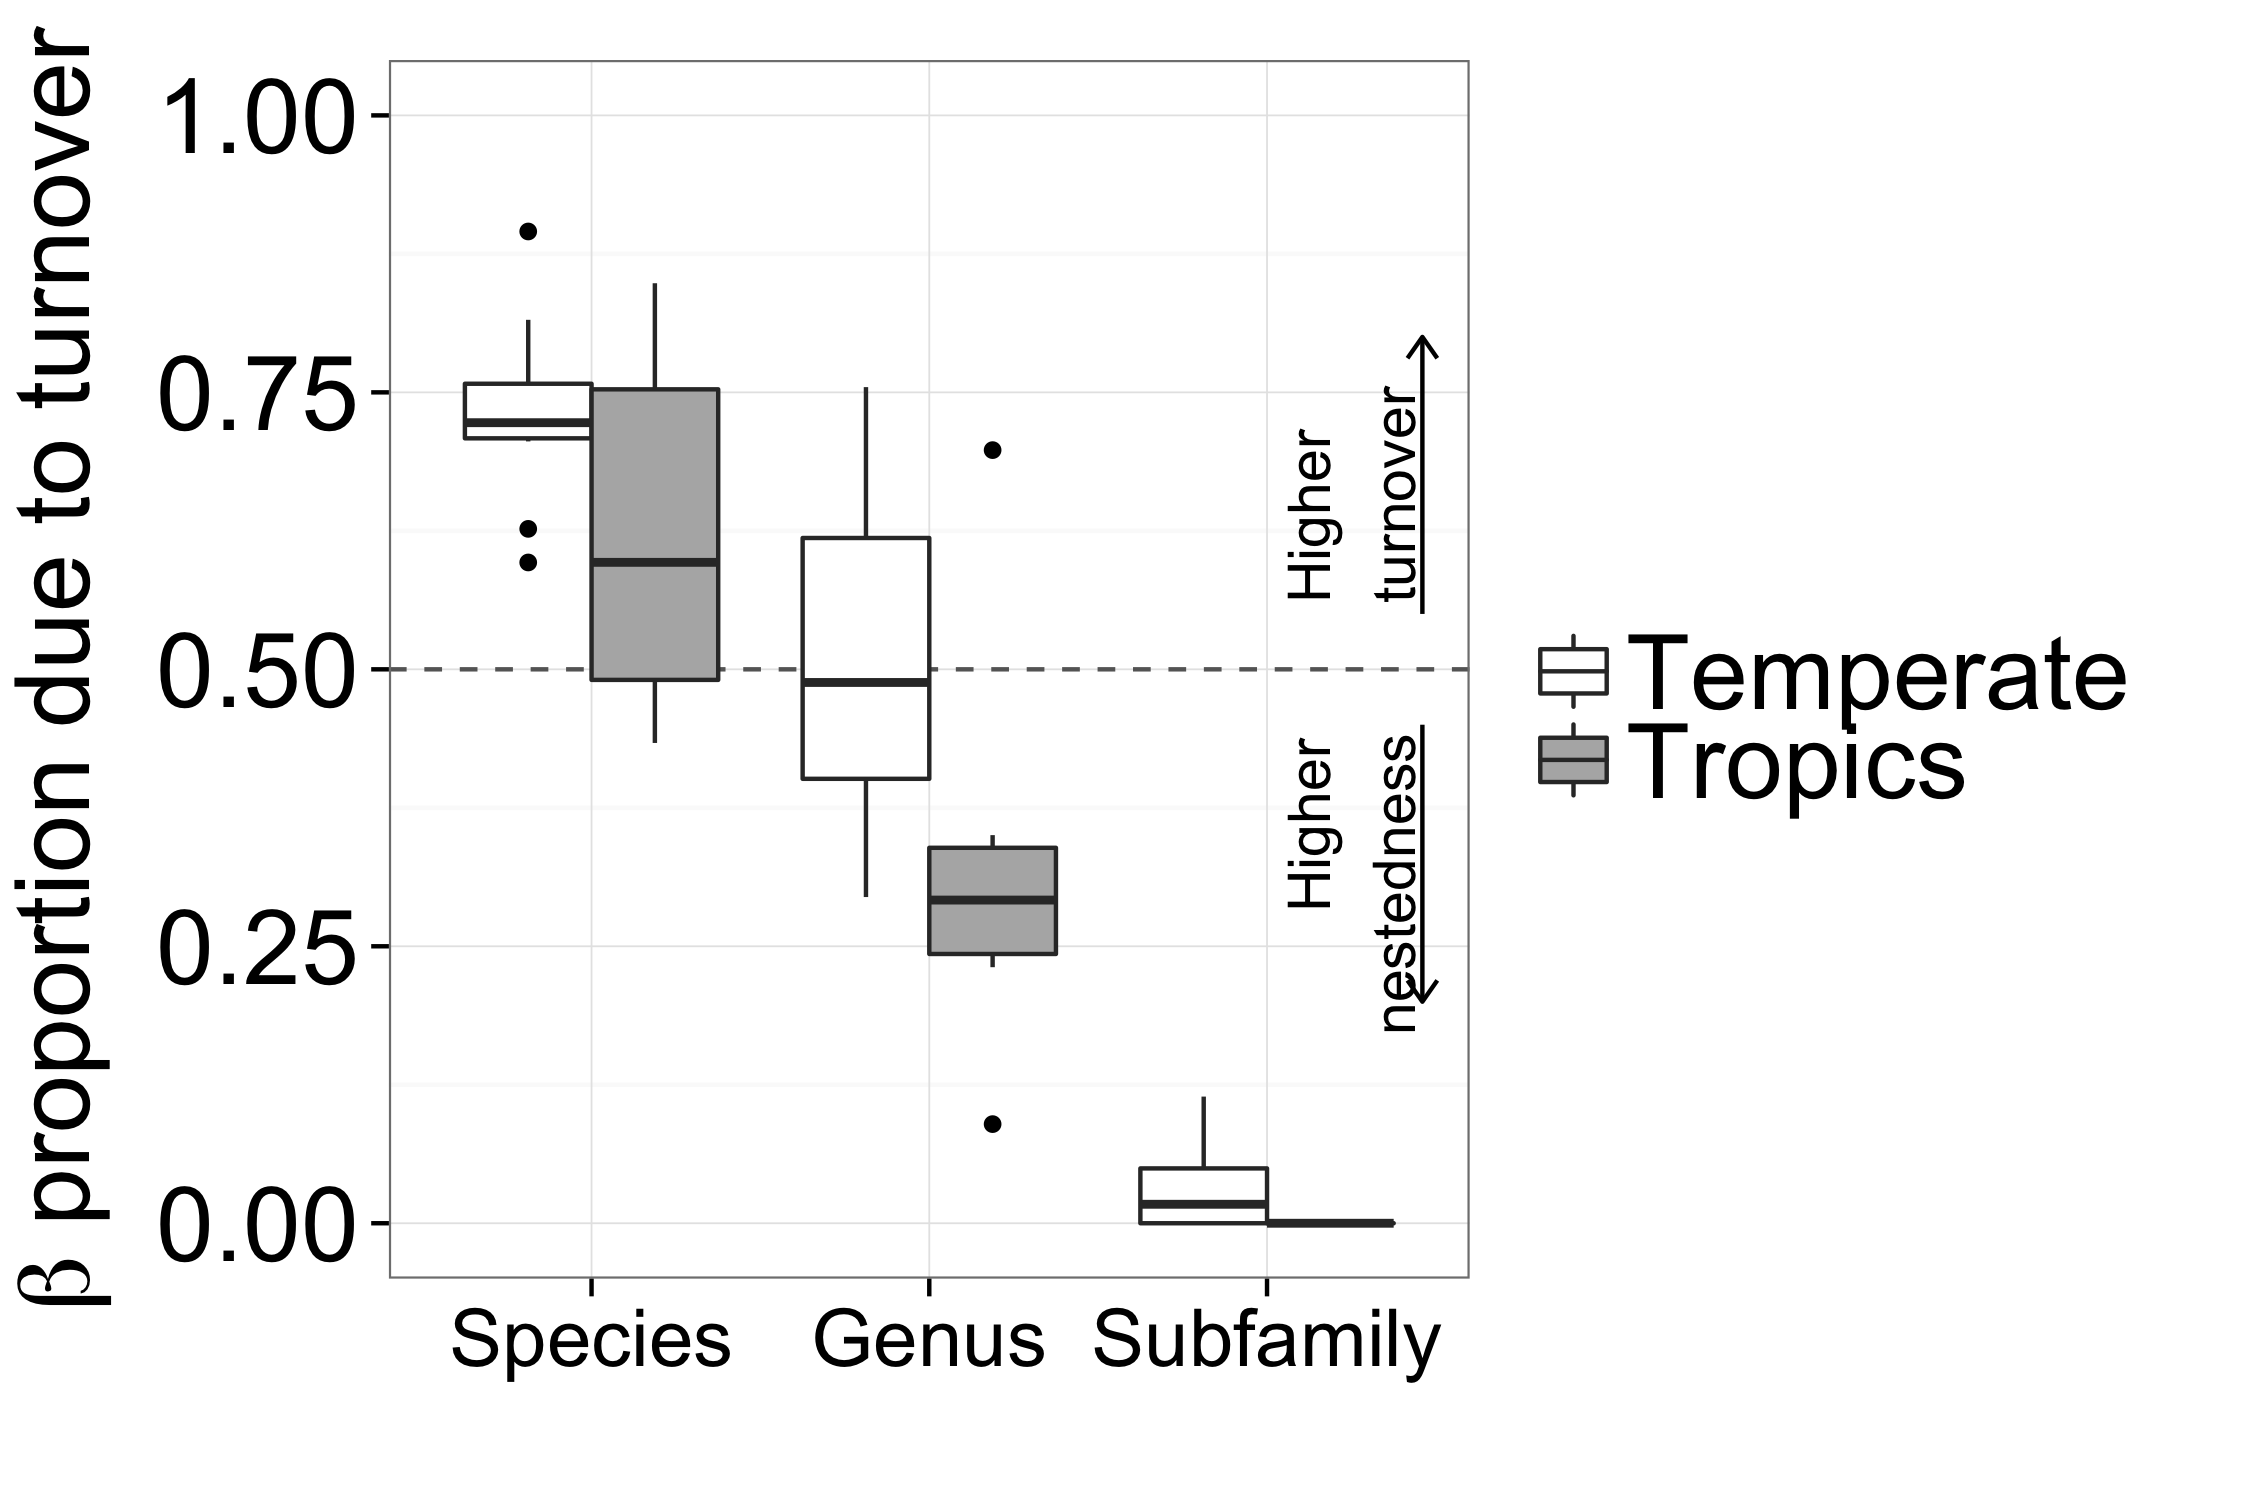 β proportion due to turnover
1.00
0.75
0.50
0.25
0.00
Species
Genus
Subfamily
Higher
turnover
Higher
nestedness
Temperate
Tropics